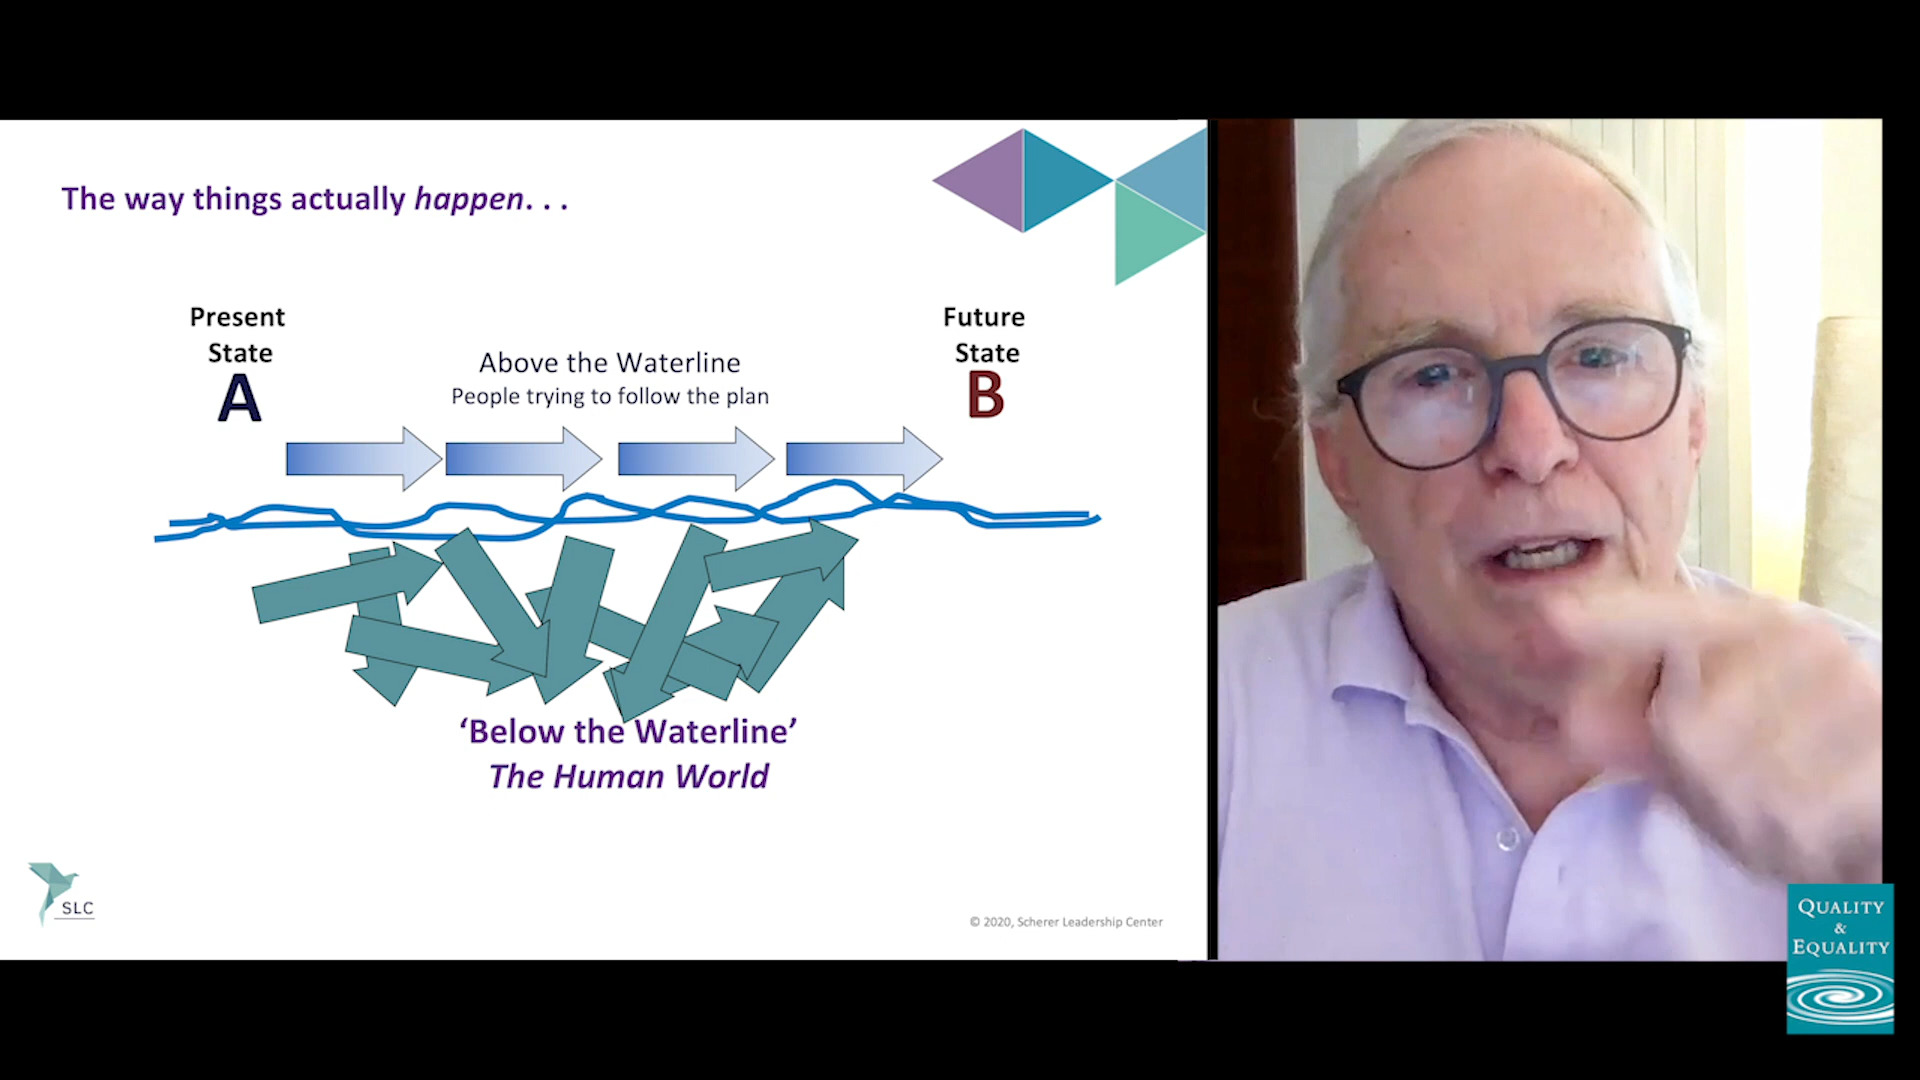 The way things actually happen. . .
Present
State
A
Above the Waterline
People trying to follow the plan
Future
State
B
‘Below the Waterline’
The Human World
SLC
© 2020, Scherer Leadership Center
QUALITY
&
EQUALITY